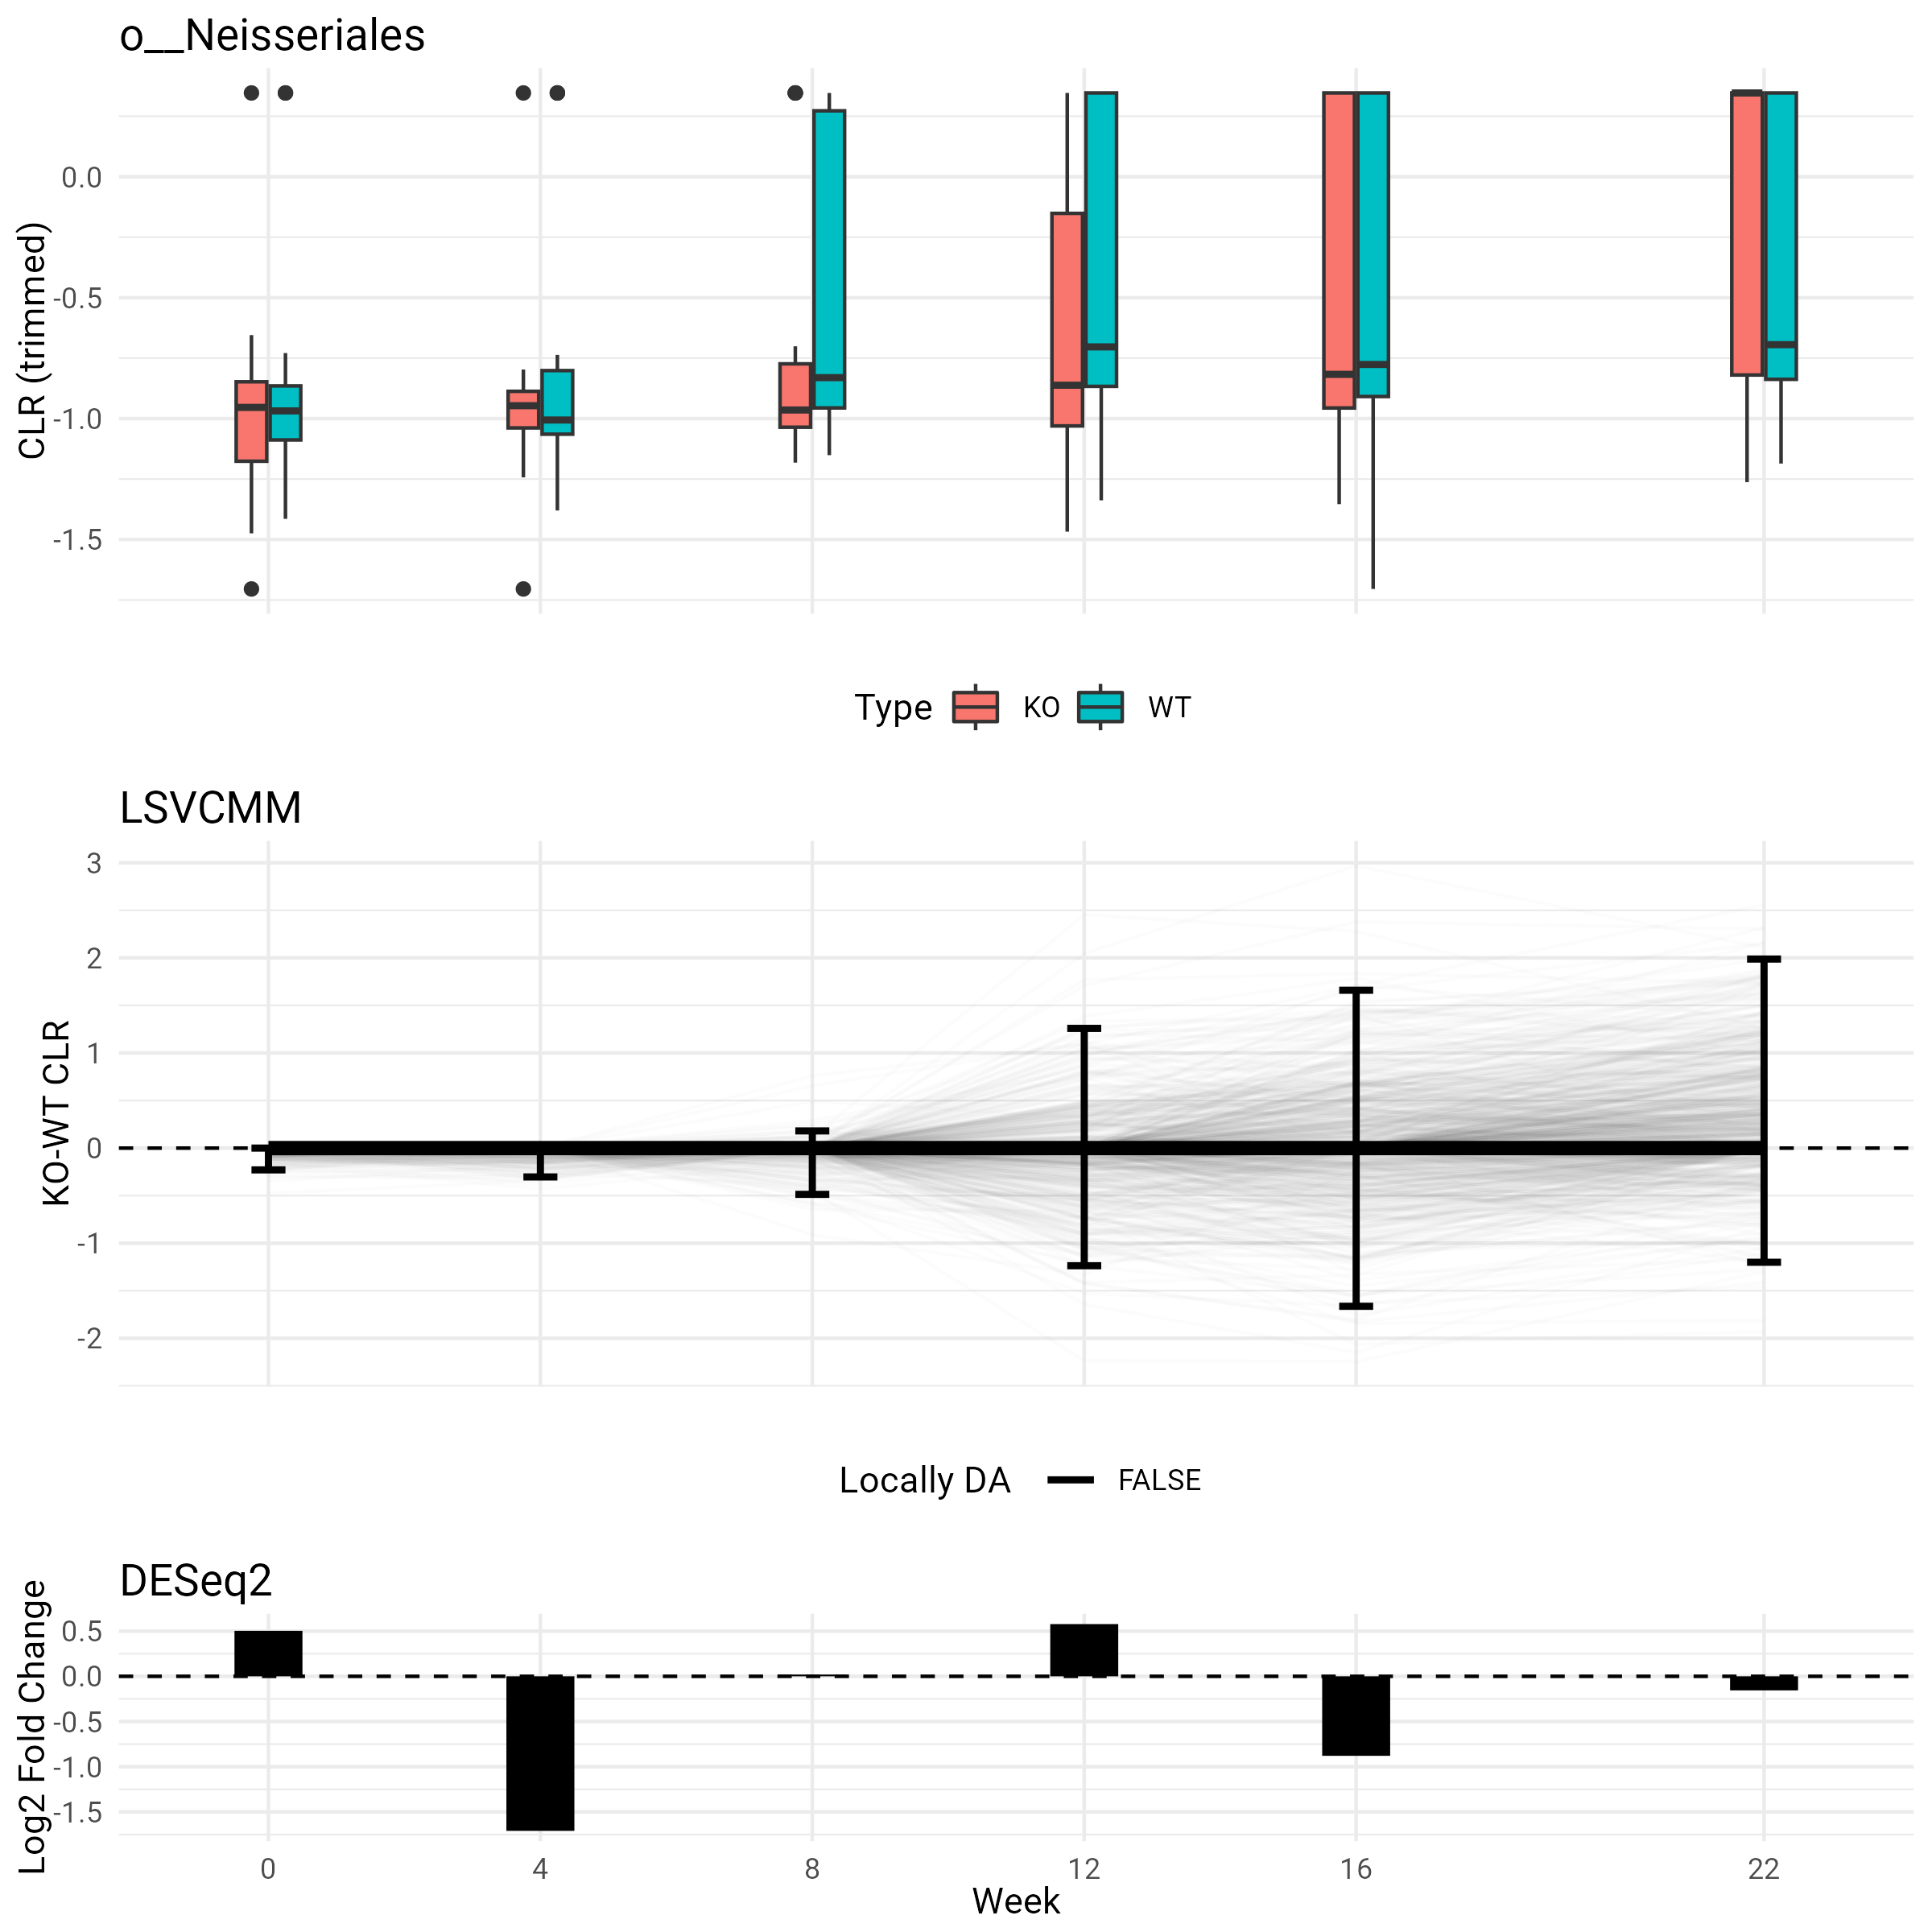 o__Neisseriales
CLR (trimmed)
0.0
-0.5
-1.0
-1.5
Type KO WT
LSVCMM
KO-WT CLR
3
2
1
0
-1
-2
Locally DA FALSE
DESeq2
Log2 Fold Change
0.5
0.0
-0.5
-1.0
-1.5
0 4 8 12 16 22
Week